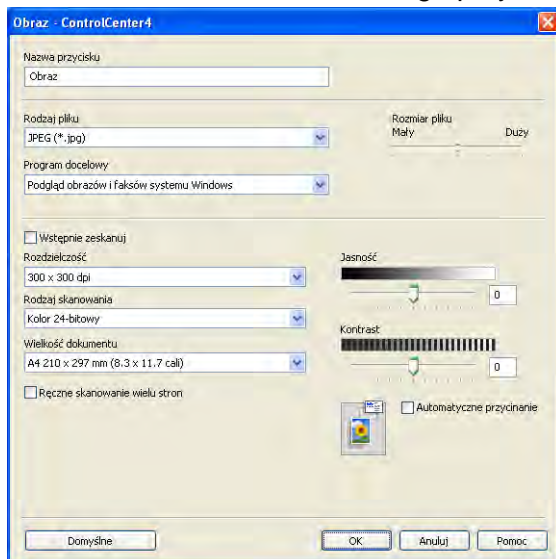 Obraz - ControlCenter4
Nazwa przycisku
Obraz
Rodzaj pliku
JPEG (*.jpg)
Rozmiar pliku
Mały Duży
Program docelowy
Podgląd obrazów i faksów systemu Windows
Wstępnie zeskanuj
Rozdzielczość
300 x 300 dpi
Rodzaj skanowania
Kolor 24-bitowy
Wielkość dokumentu
A4 210 x 297 mm (8.3 x 11.7 cali)
Ręczne skanowanie wielu stron
Jasność
0
Kontrast
0
Automatyczne przycinanie
Domyślne OK Anuluj Pomoc